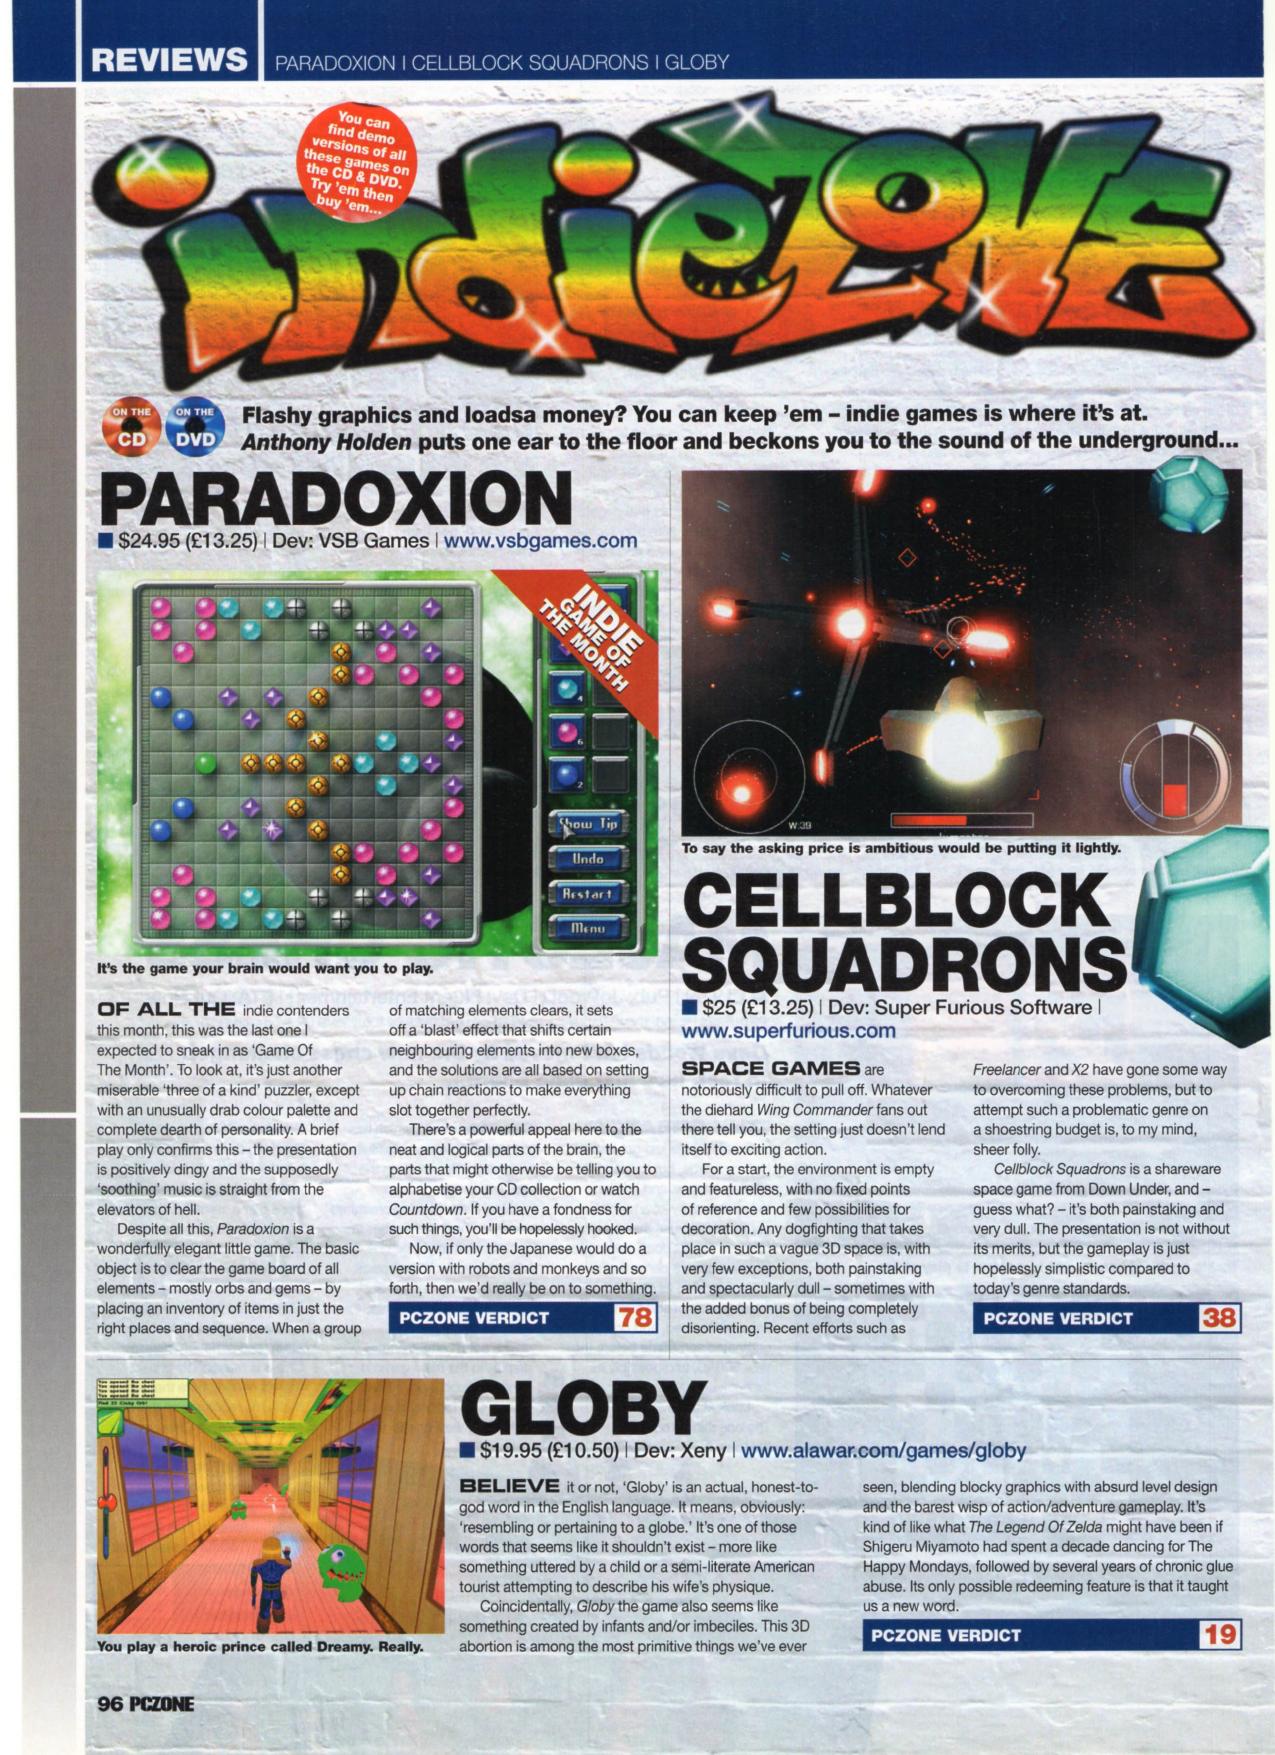 REVIEWS
PARADOXION I CELLBLOCK SQUADRONS I GLOBY
You can
find demo
versions of all
these games on
the CD & DVD.
Try 'em then
buy 'em...
indiezone
ON THE
CD
ON THE
DVD
Flashy graphics and loadsa money? You can keep 'em – indie games is where it's at.
Anthony Holden puts one ear to the floor and beckons you to the sound of the underground...
PARADOXION
$24.95 (£13.25) | Dev: VSB Games | www.vsbgames.com
INDIE
GAME OF
THE MONTH
4
6
2
Show Tip
Undo
Restart
Menu
It's the game your brain would want you to play.
OF ALL THE indie contenders
this month, this was the last one I
expected to sneak in as 'Game Of
The Month'. To look at, it's just another
miserable 'three of a kind' puzzler, except
with an unusually drab colour palette and
complete dearth of personality. A brief
play only confirms this – the presentation
is positively dingy and the supposedly
'soothing' music is straight from the
elevators of hell.
Despite all this, Paradoxion is a
wonderfully elegant little game. The basic
object is to clear the game board of all
elements – mostly orbs and gems – by
placing an inventory of items in just the
right places and sequence. When a group
of matching elements clears, it sets
off a 'blast' effect that shifts certain
neighbouring elements into new boxes,
and the solutions are all based on setting
up chain reactions to make everything
slot together perfectly.
There's a powerful appeal here to the
neat and logical parts of the brain, the
parts that might otherwise be telling you to
alphabetise your CD collection or watch
Countdown. If you have a fondness for
such things, you'll be hopelessly hooked.
Now, if only the Japanese would do a
version with robots and monkeys and so
forth, then we'd really be on to something.
PCZONE VERDICT 78
W:39
To say the asking price is ambitious would be putting it lightly.
CELLBLOCK
SQUADRONS
$25 (£13.25) | Dev: Super Furious Software |
www.superfurious.com
SPACE GAMES are
notoriously difficult to pull off. Whatever
the diehard Wing Commander fans out
there tell you, the setting just doesn't lend
itself to exciting action.
For a start, the environment is empty
and featureless, with no fixed points
of reference and few possibilities for
decoration. Any dogfighting that takes
place in such a vague 3D space is, with
very few exceptions, both painstaking
and spectacularly dull – sometimes with
the added bonus of being completely
disorienting. Recent efforts such as
Freelancer and X2 have gone some way
to overcoming these problems, but to
attempt such a problematic genre on
a shoestring budget is, to my mind,
sheer folly.
Cellblock Squadrons is a shareware
space game from Down Under, and –
guess what? – it's both painstaking and
very dull. The presentation is not without
its merits, but the gameplay is just
hopelessly simplistic compared to
today's genre standards.
PCZONE VERDICT 38
You opened the chest
You opened the chest
You opened the chest
You opened the chest
You play a heroic prince called Dreamy. Really.
GLOBY
$19.95 (£10.50) | Dev: Xeny | www.alawar.com/games/globy
BELIEVE it or not, 'Globy' is an actual, honest-to-
god word in the English language. It means, obviously:
'resembling or pertaining to a globe.' It's one of those
words that seems like it shouldn't exist – more like
something uttered by a child or a semi-literate American
tourist attempting to describe his wife's physique.
Coincidentally, Globy the game also seems like
something created by infants and/or imbeciles. This 3D
abortion is among the most primitive things we've ever
seen, blending blocky graphics with absurd level design
and the barest wisp of action/adventure gameplay. It's
kind of like what The Legend Of Zelda might have been if
Shigeru Miyamoto had spent a decade dancing for The
Happy Mondays, followed by several years of chronic glue
abuse. Its only possible redeeming feature is that it taught
us a new word.
PCZONE VERDICT 19
96 PCZONE